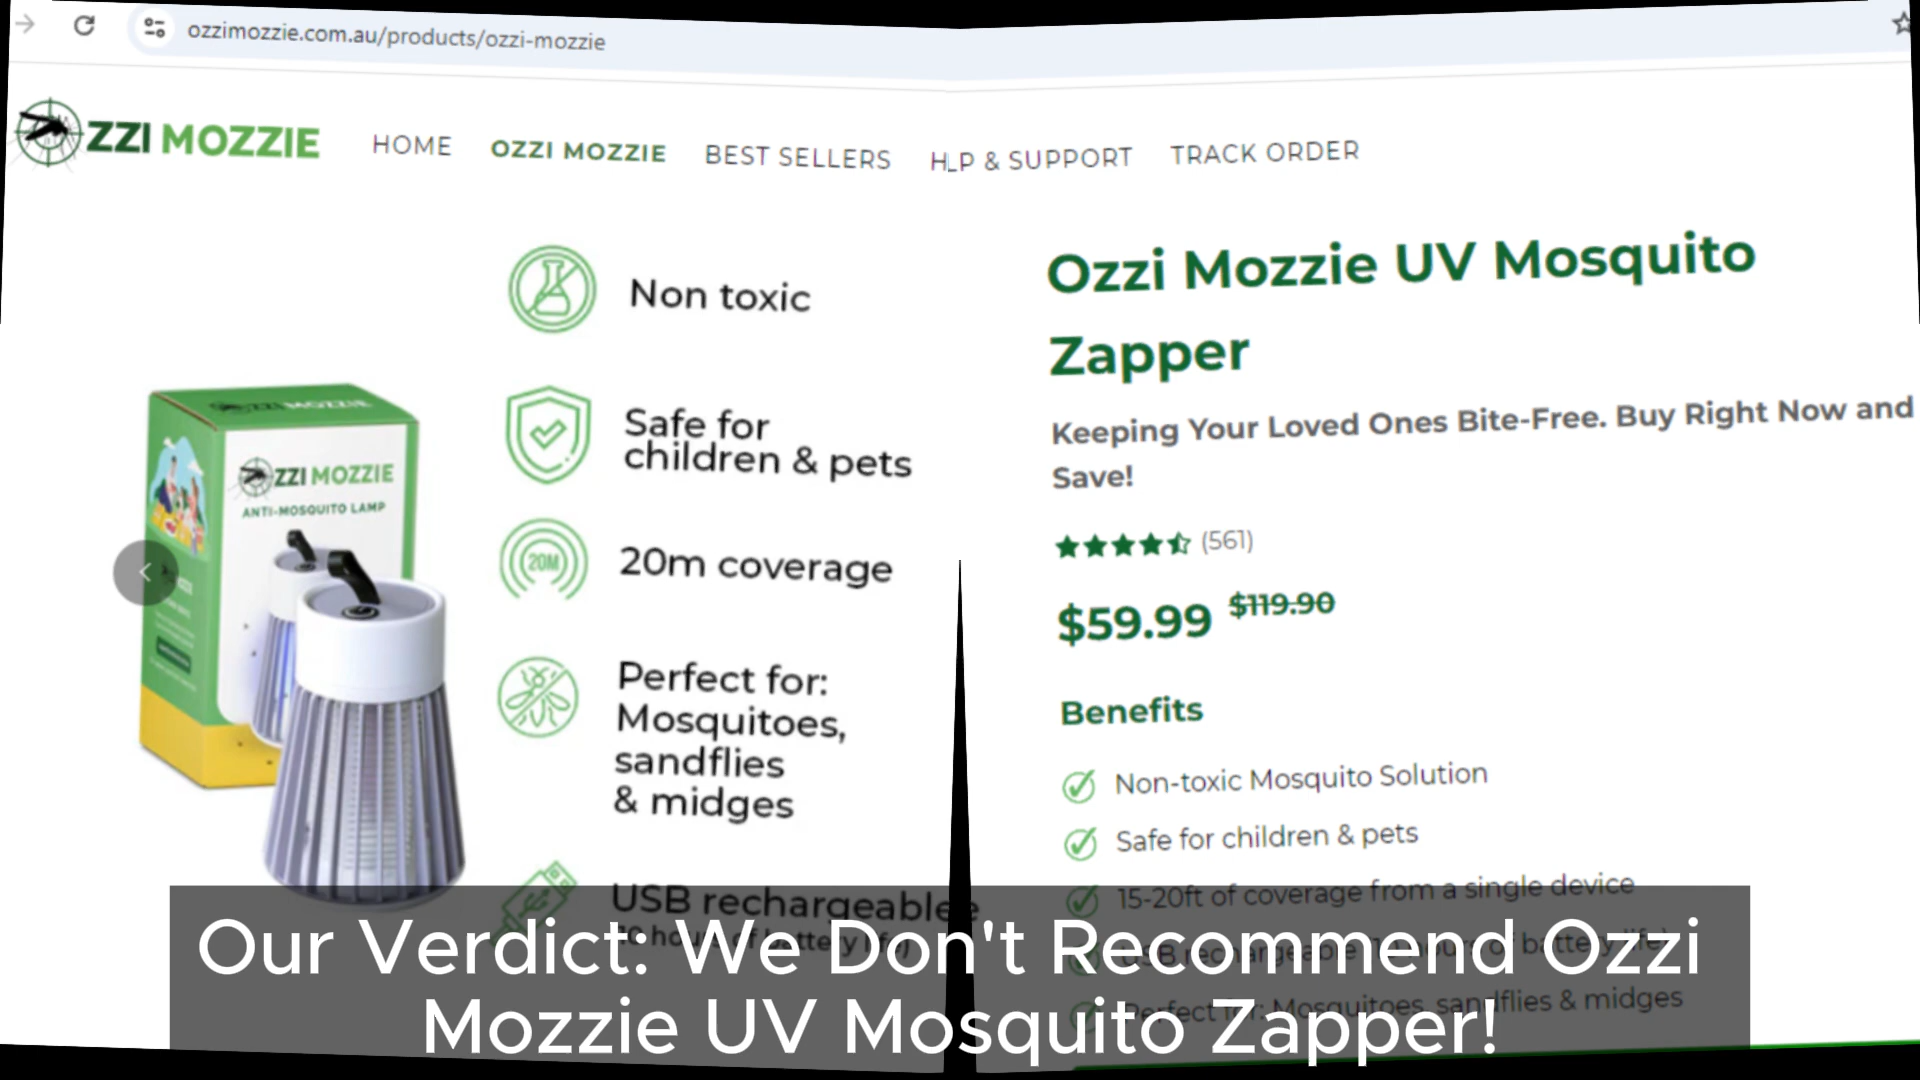 ozzimozzie.com.au/products/ozzi-mozzie
ZZI MOZZIE
HOME
OZZI MOZZIE
BEST SELLERS
HLP & SUPPORT
TRACK ORDER
Non toxic
Safe for
children & pets
20M
20m coverage
Perfect for:
Mosquitoes,
sandflies
& midges
USB rechargeable
ZZI MOZZIE
ZZI MOZZIE
ANTI-MOSQUITO LAMP
Ozzi Mozzie UV Mosquito
Zapper
Keeping Your Loved Ones Bite-Free. Buy Right Now and
Save!
(561)
$59.99 $119.90
Benefits
Non-toxic Mosquito Solution
Safe for children & pets
15-20ft of coverage from a single device
Perfect for: Mosquitoes, sandflies & midges
Our Verdict: We Don't Recommend Ozzi
Mozzie UV Mosquito Zapper!